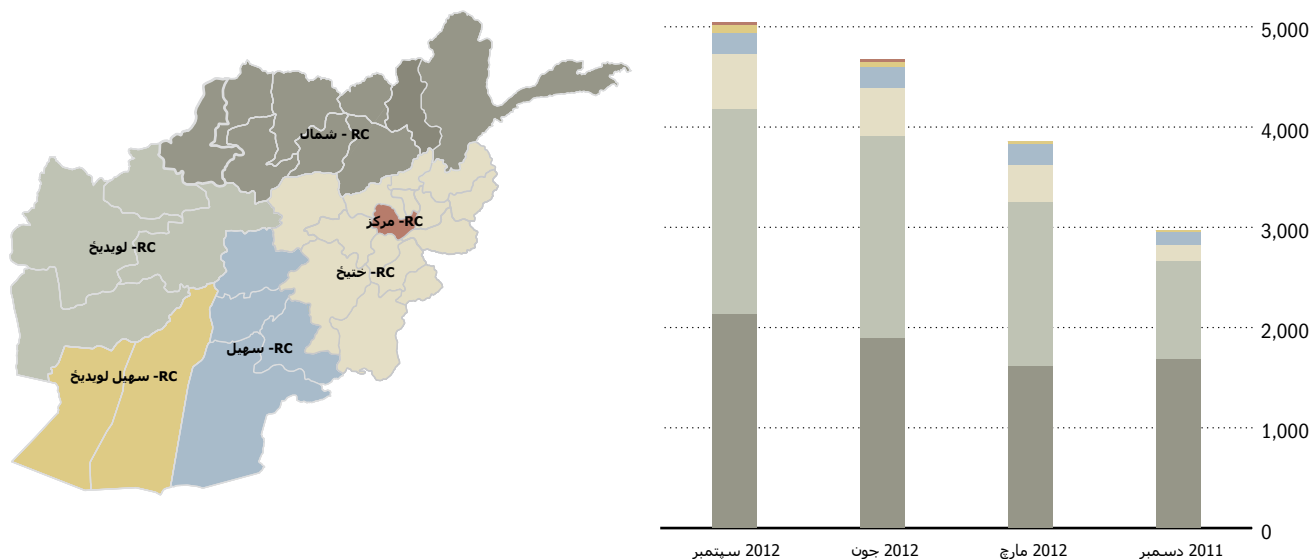 RC - شمال
RC- مرکز
RC- لویدیځ
RC- ختیځ
RC- سهیل
RC- سهیل لویدیځ
5,000
4,000
3,000
2,000
1,000
0
2011 دسمبر
2012 مارچ
2012 جون
2012 سپتمبر